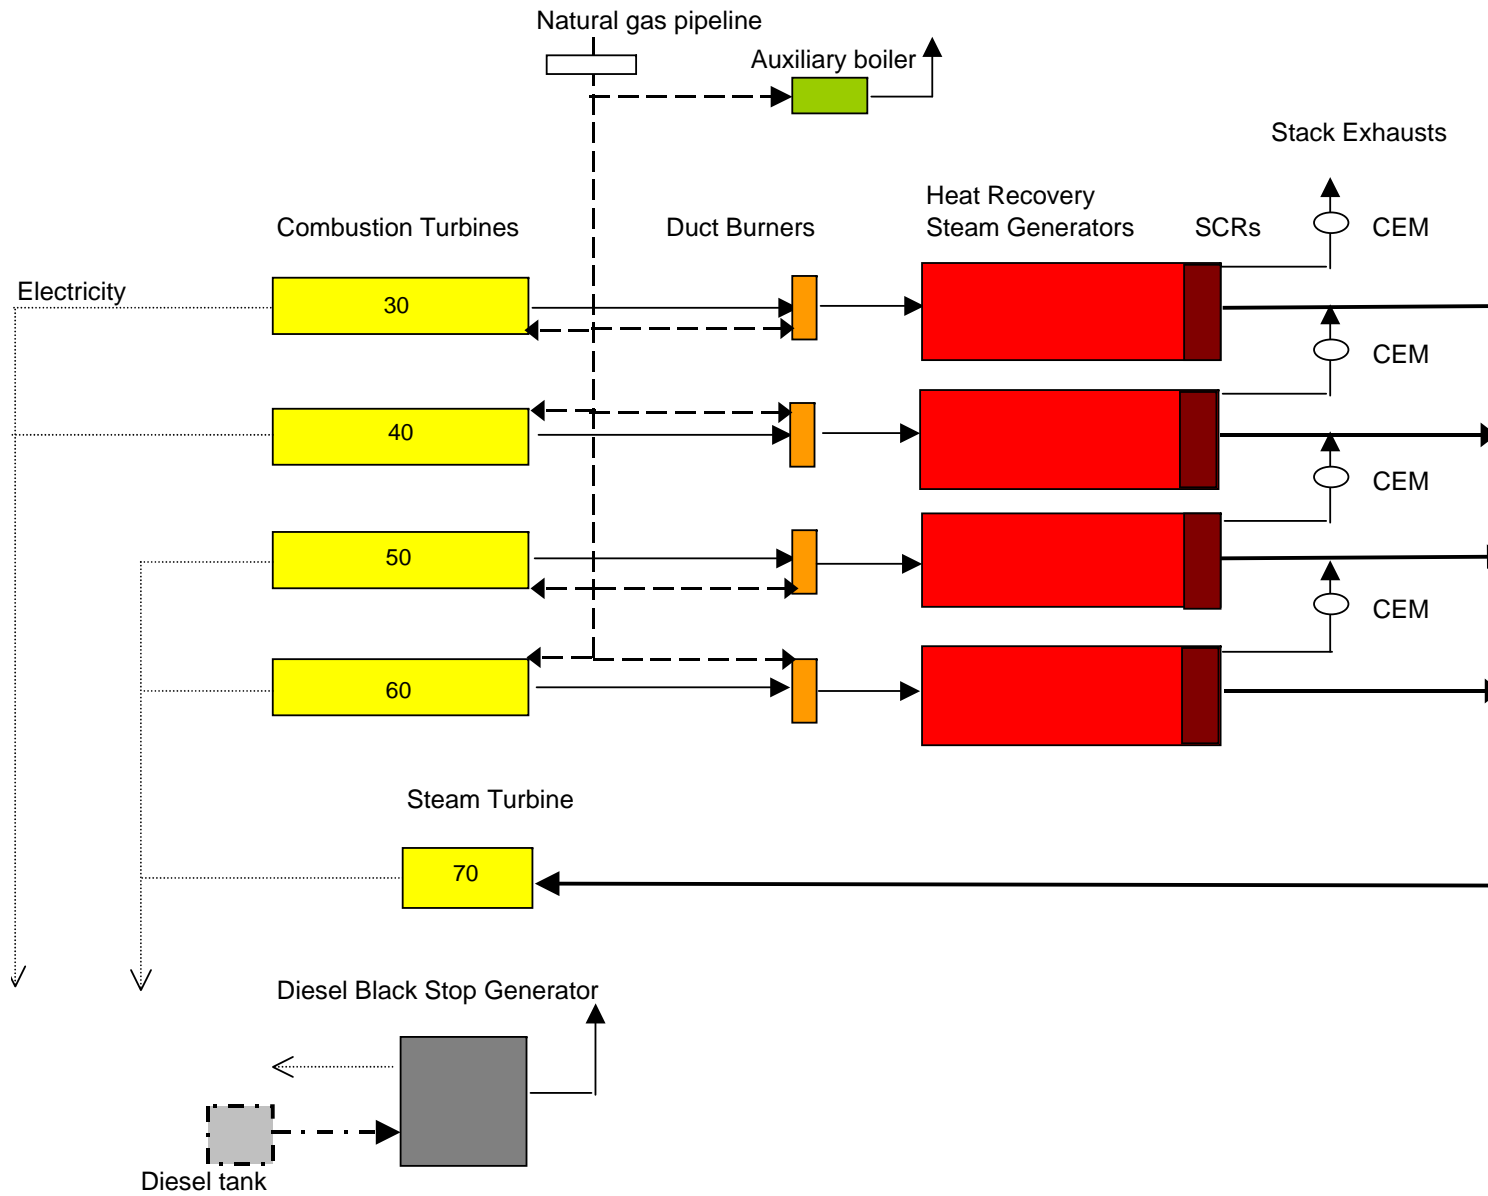 Natural gas pipeline
Auxiliary boiler
Stack Exhausts
Heat Recovery
Steam Generators
Combustion Turbines
Duct Burners
SCRs
CEM
Electricity
30
CEM
40
CEM
50
CEM
60
Steam Turbine
70
Diesel Black Stop Generator
Diesel tank